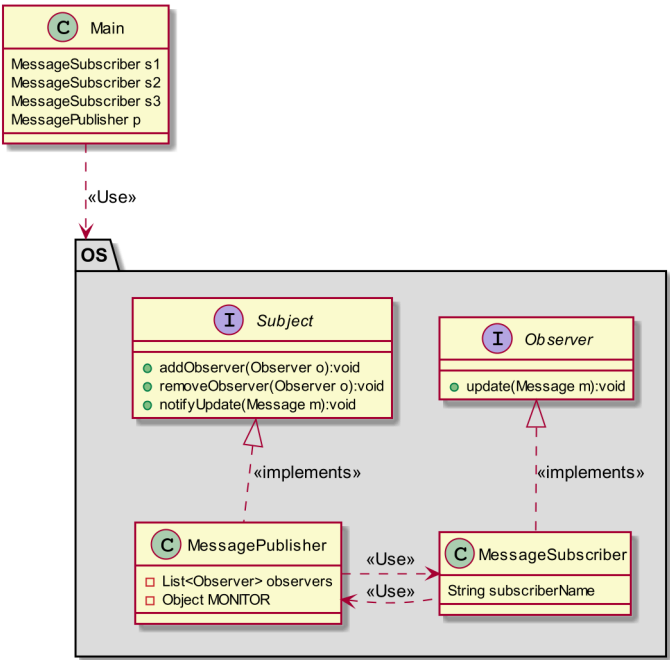 C Main
MessageSubscriber s1
MessageSubscriber s2
MessageSubscriber s3
MessagePublisher p
«Use»
OS
I Subject
addObserver(Observer o):void
removeObserver(Observer o):void
notifyUpdate(Message m):void
I Observer
update(Message m):void
«implements»
«implements»
C MessagePublisher
List<Observer> observers
Object MONITOR
«Use»
«Use»
C MessageSubscriber
String subscriberName